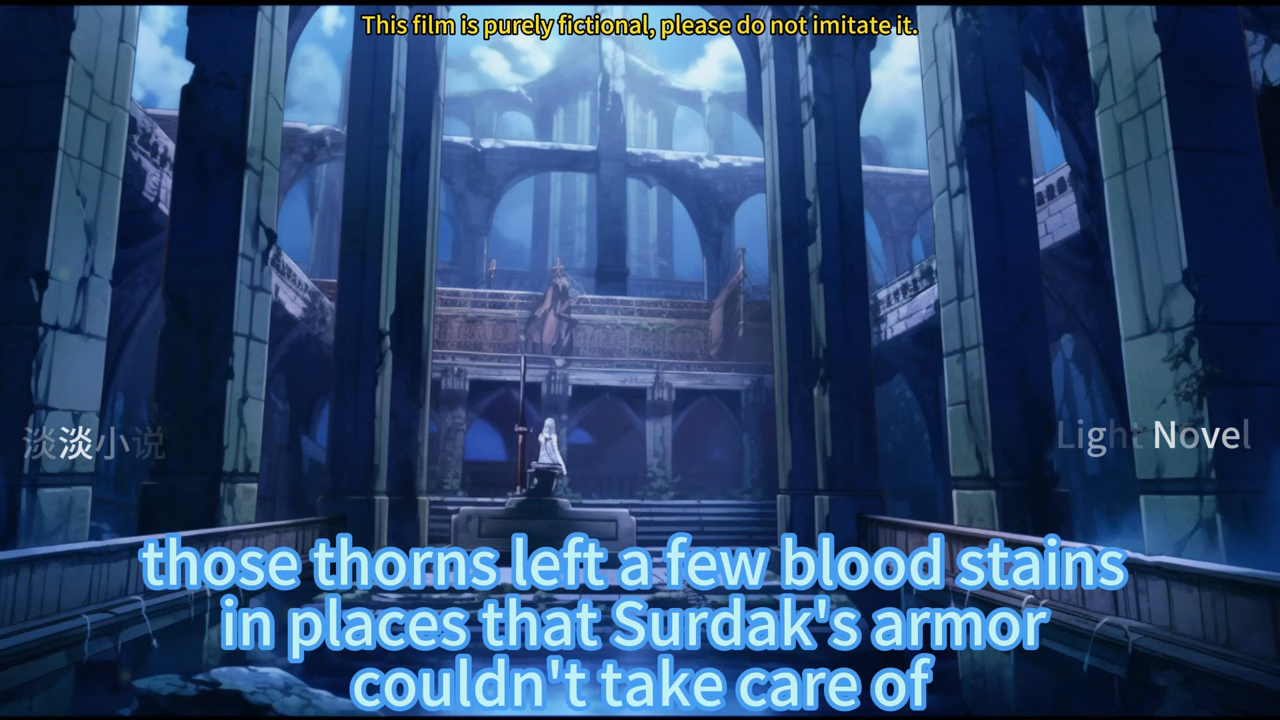 This film is purely fictional, please do not imitate it.
淡淡小说
Light Novel
those thorns left a few blood stains
in places that Surdak's armor
couldn't take care of